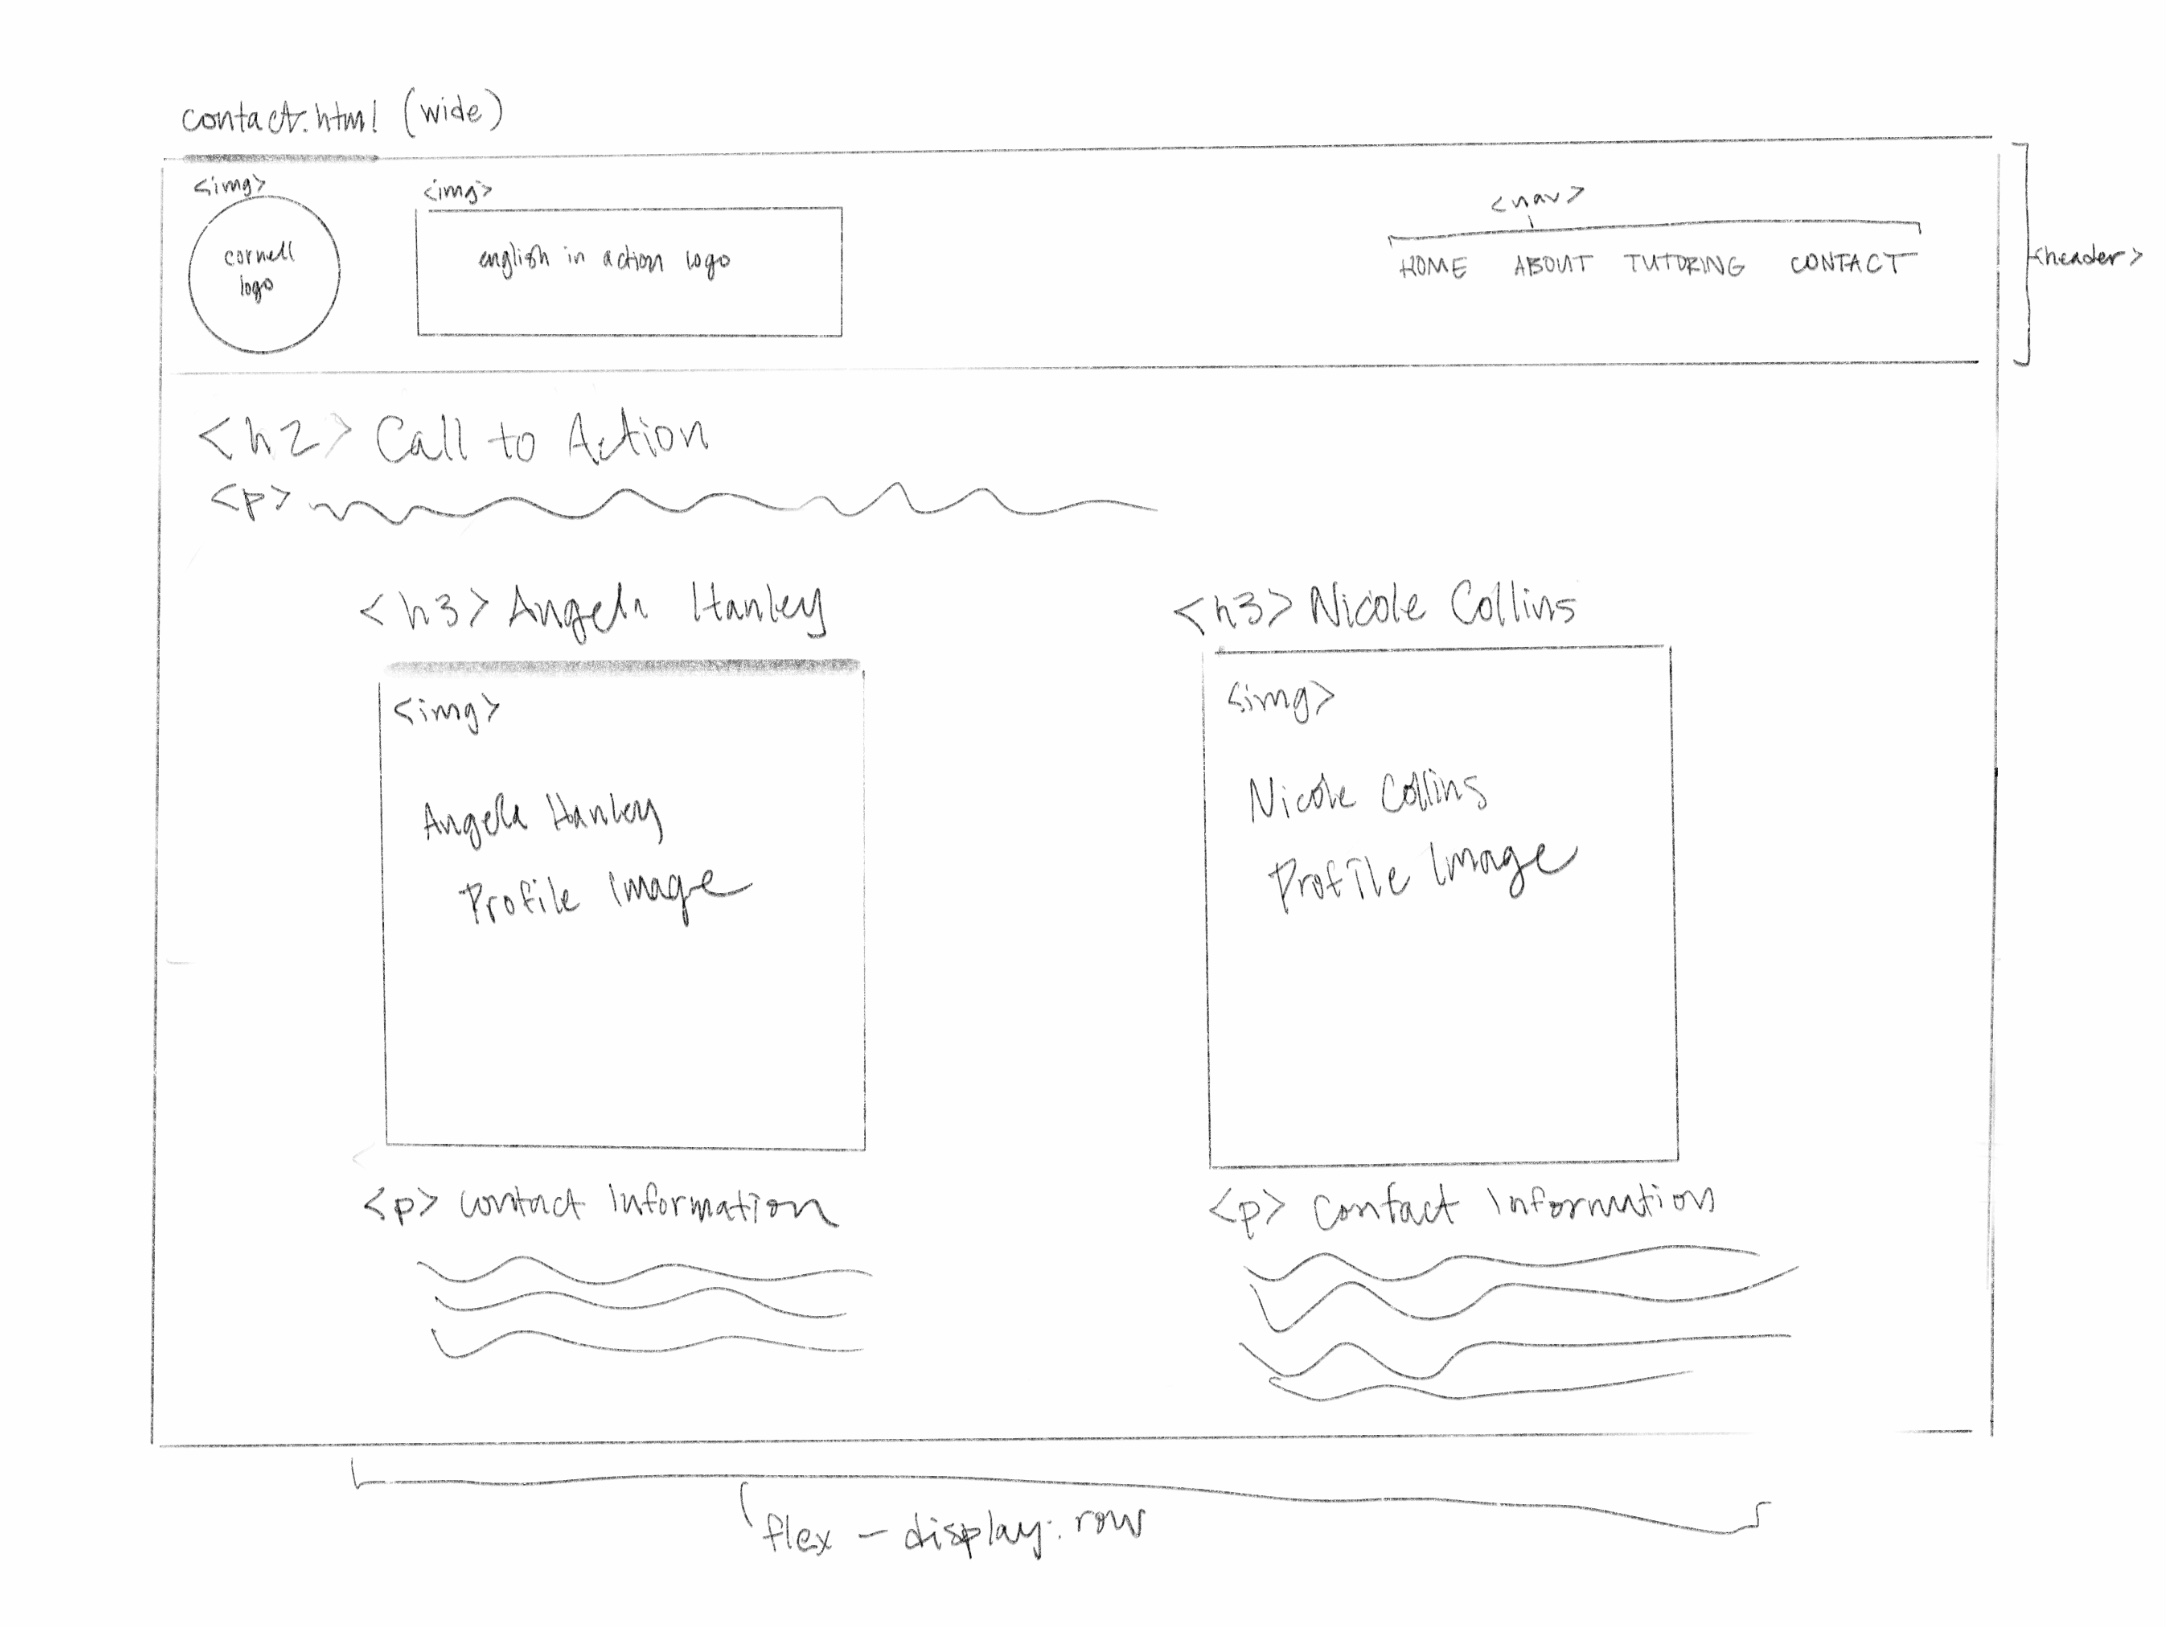 contact.html (wide)
<img>
cornell
logo
<img>
english in action logo
<nav>
HOME ABOUT TUTORING CONTACT
<header>
<h2> Call to Action
<p>
<h3> Angela Hanley
<img>
Angela Hanley
Profile Image
<p> contact information
<h3> Nicole Collins
<img>
Nicole Collins
Profile Image
<p> Contact Information
flex - display: row